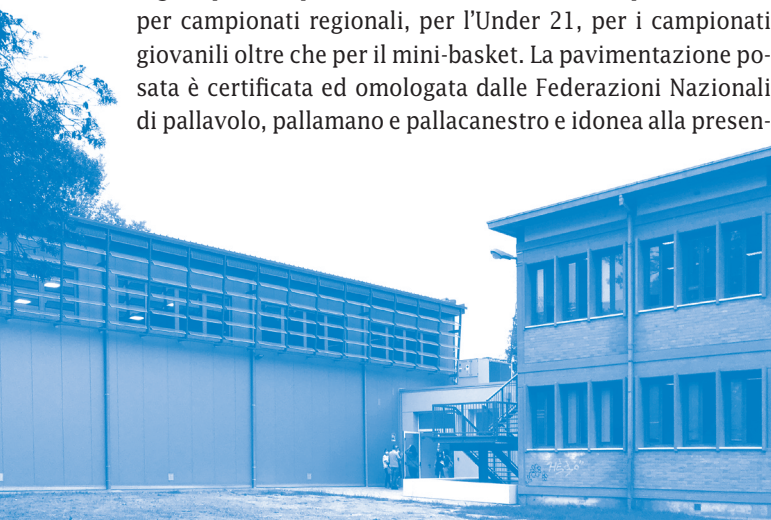 per campionati regionali, per l’Under 21, per i campionati
giovanili oltre che per il mini-basket. La pavimentazione po-
sata è certificata ed omologata dalle Federazioni Nazionali
di pallavolo, pallamano e pallacanestro e idonea alla presen-